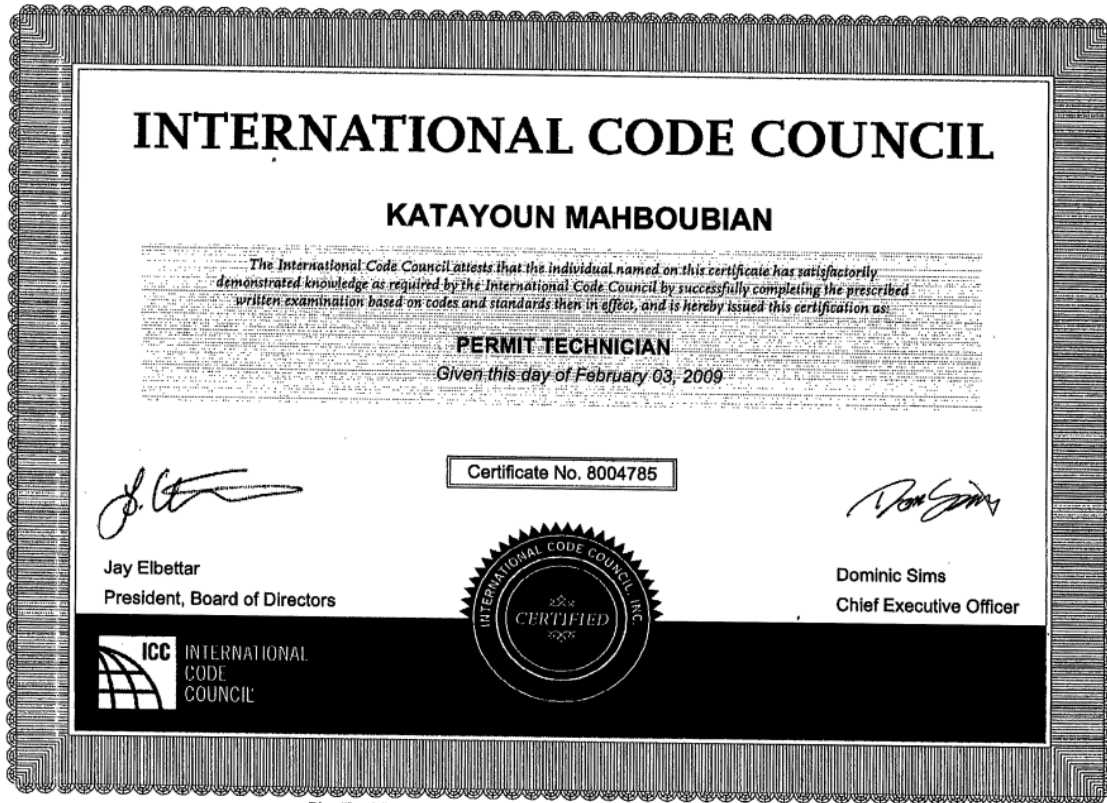 INTERNATIONAL CODE COUNCIL
KATAYOUN MAHBOUBIAN
The International Code Council attests that the individual named on this certificate has satisfactorily
demonstrated knowledge as required by the International Code Council by successfully completing the prescribed
written examination based on codes and standards then in effect, and is hereby issued this certification as:
PERMIT TECHNICIAN
Given this day of February 03, 2009
Certificate No. 8004785
Jay Elbettar
President, Board of Directors
Dominic Sims
Chief Executive Officer
INTERNATIONAL CODE COUNCIL, INC.
CERTIFIED
ICC INTERNATIONAL
CODE
COUNCIL